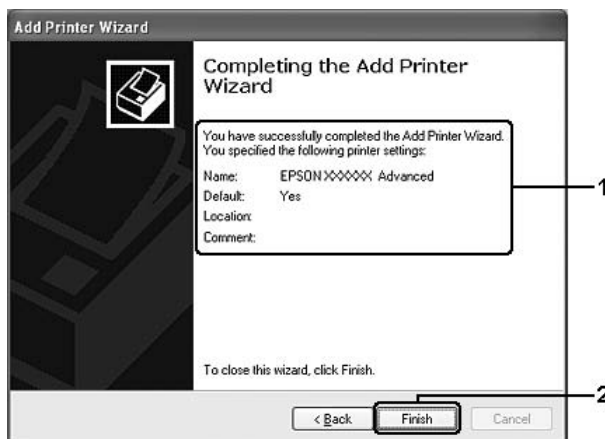 Add Printer Wizard
Completing the Add Printer
Wizard
You have successfully completed the Add Printer Wizard.
You specified the following printer settings:
Name: EPSON XXXXXX Advanced
Default: Yes
Location:
Comment:
1
To close this wizard, click Finish.
2
< Back Finish Cancel